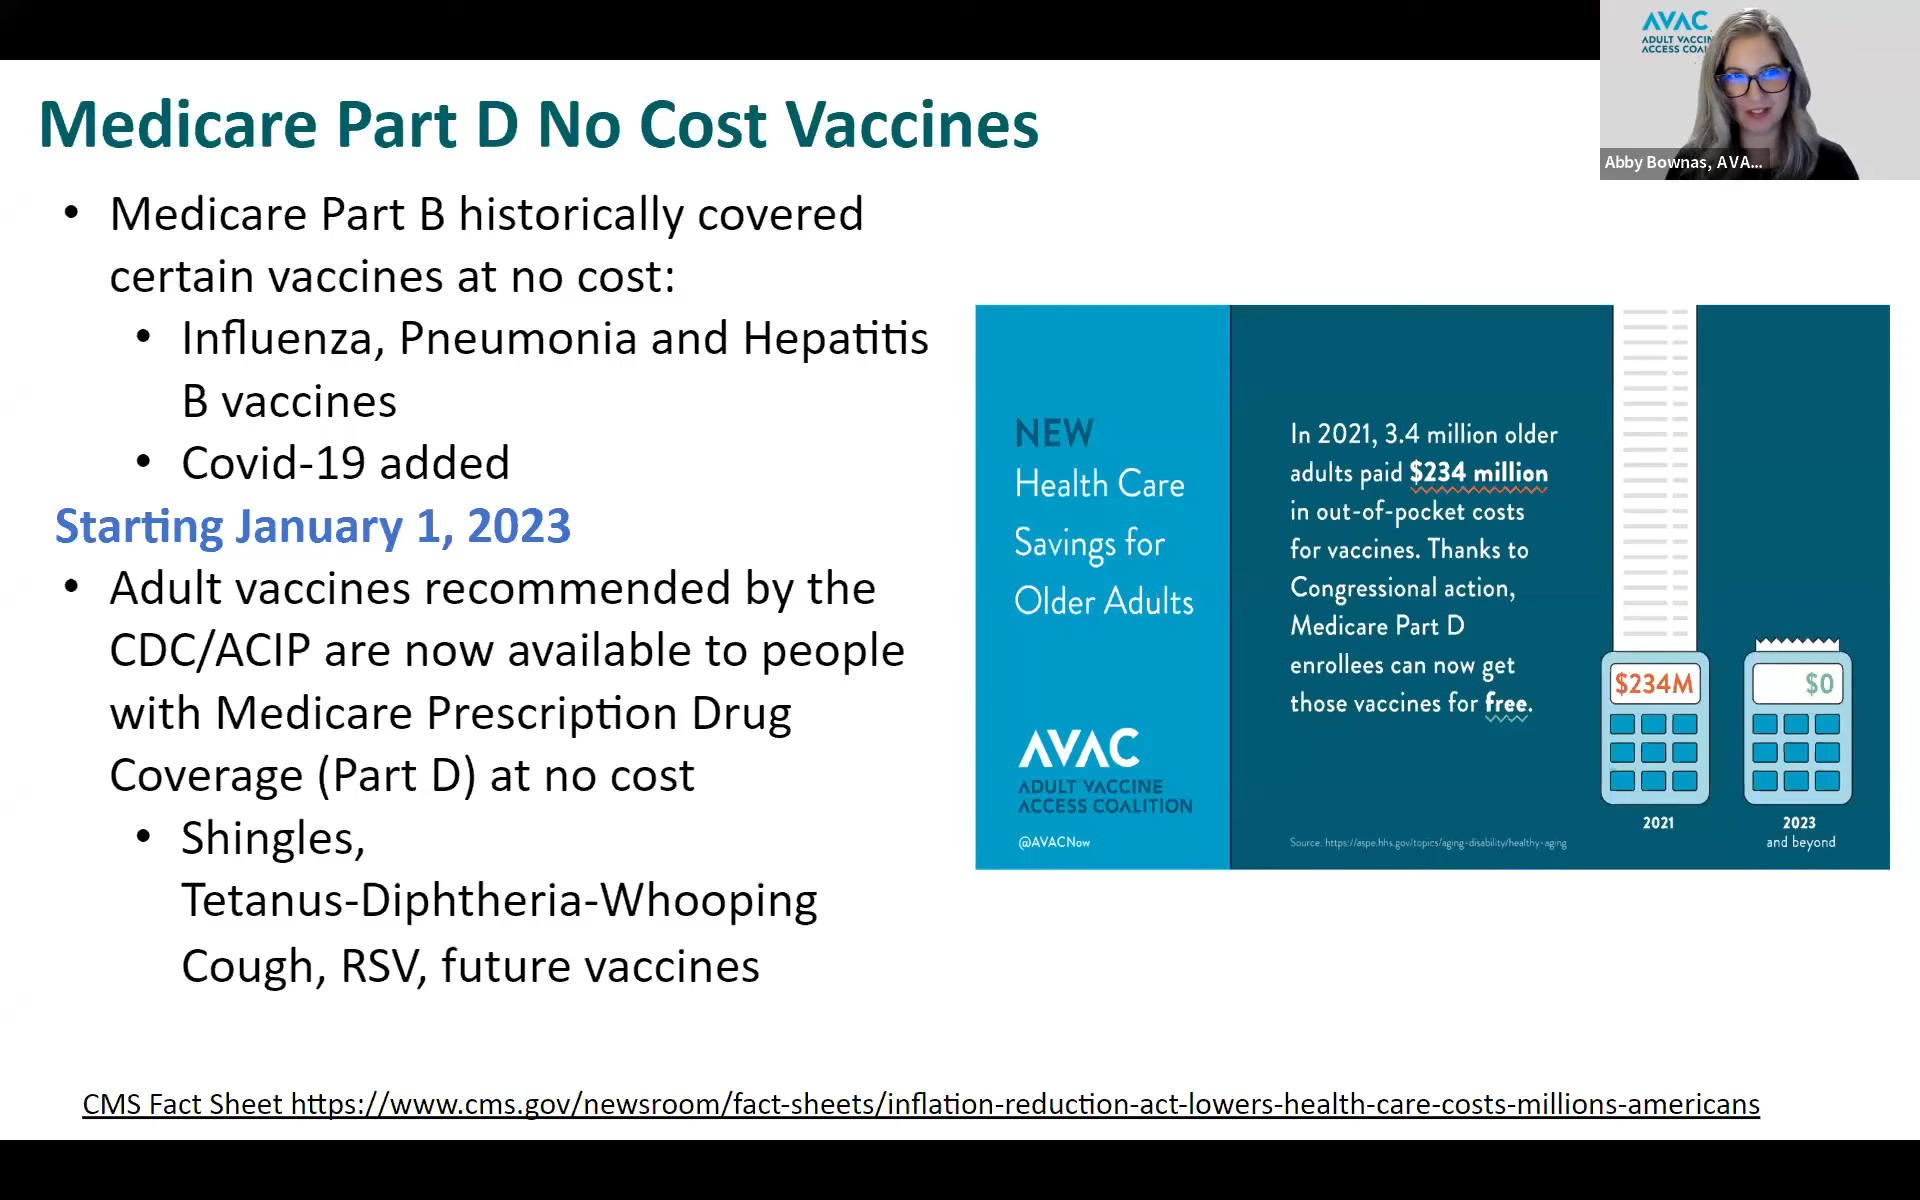 Medicare Part D No Cost Vaccines
• Medicare Part B historically covered
certain vaccines at no cost:
• Influenza, Pneumonia and Hepatitis
B vaccines
• Covid-19 added
Starting January 1, 2023
• Adult vaccines recommended by the
CDC/ACIP are now available to people
with Medicare Prescription Drug
Coverage (Part D) at no cost
• Shingles,
Tetanus-Diphtheria-Whooping
Cough, RSV, future vaccines
NEW
Health Care
Savings for
Older Adults
AVAC
ADULT VACCINE
ACCESS COALITION
@AVACNow
In 2021, 3.4 million older
adults paid $234 million
in out-of-pocket costs
for vaccines. Thanks to
Congressional action,
Medicare Part D
enrollees can now get
those vaccines for free.
Source: https://aspe.hhs.gov/topics/aging-disability/healthy-aging
$234M
2021
$0
2023
and beyond
CMS Fact Sheet https://www.cms.gov/newsroom/fact-sheets/inflation-reduction-act-lowers-health-care-costs-millions-americans
AVAC
ADULT VACCIN
ACCESS COAL
Abby Bownas, AVA...